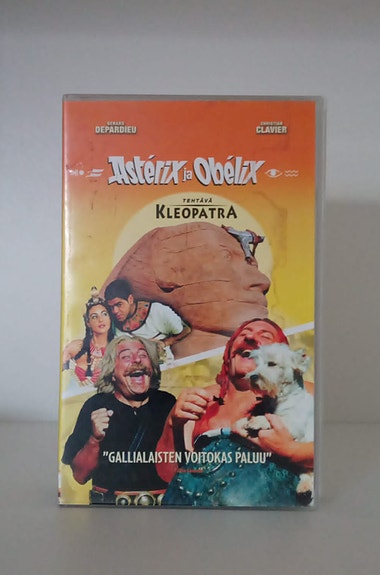 GÉRARD CHRISTIAN
DEPARDIEU CLAVIER
Astérix ja Obélix
TEHTÄVÄ
KLEOPATRA
"GALLIALAISTEN VOITOKAS PALUU"